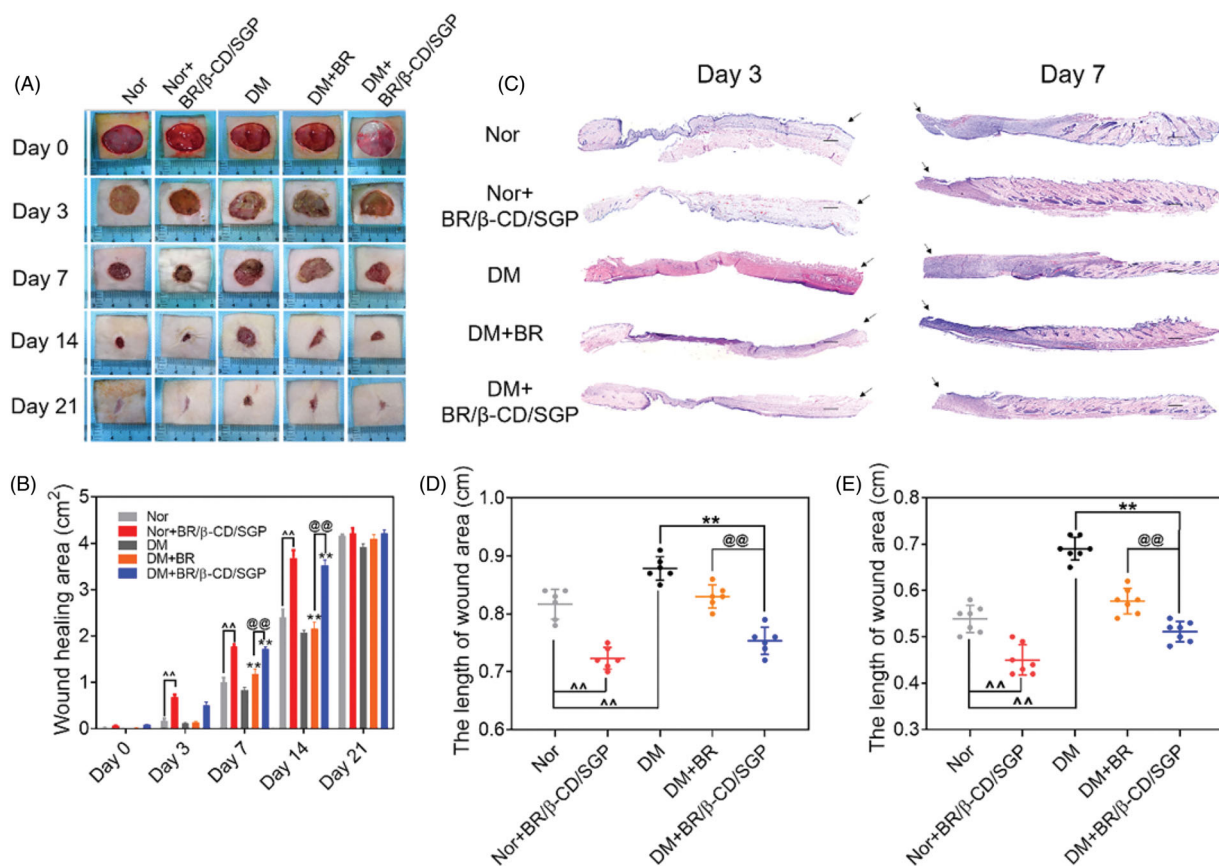 (A)
Nor
Nor+
BR/β-CD/SGP
DM
DM+BR
DM+
BR/β-CD/SGP
Day 0
Day 3
Day 7
Day 14
Day 21
(C)
Day 3
Day 7
Nor
Nor+
BR/β-CD/SGP
DM
DM+BR
DM+
BR/β-CD/SGP
(B)
Wound healing area (cm²)
5
4
3
2
1
0
Nor
Nor+BR/β-CD/SGP
DM
DM+BR
DM+BR/β-CD/SGP
^^
^^
**
@@
**
^^
**
@@
**
Day 0
Day 3
Day 7
Day 14
Day 21
(D)
The length of wound area (cm)
1.0
0.9
0.8
0.7
0.6
**
@@
^^
^^
Nor
Nor+BR/β-CD/SGP
DM
DM+BR
DM+BR/β-CD/SGP
(E)
The length of wound area (cm)
0.8
0.7
0.6
0.5
0.4
0.3
**
@@
^^
^^
Nor
Nor+BR/β-CD/SGP
DM
DM+BR
DM+BR/β-CD/SGP